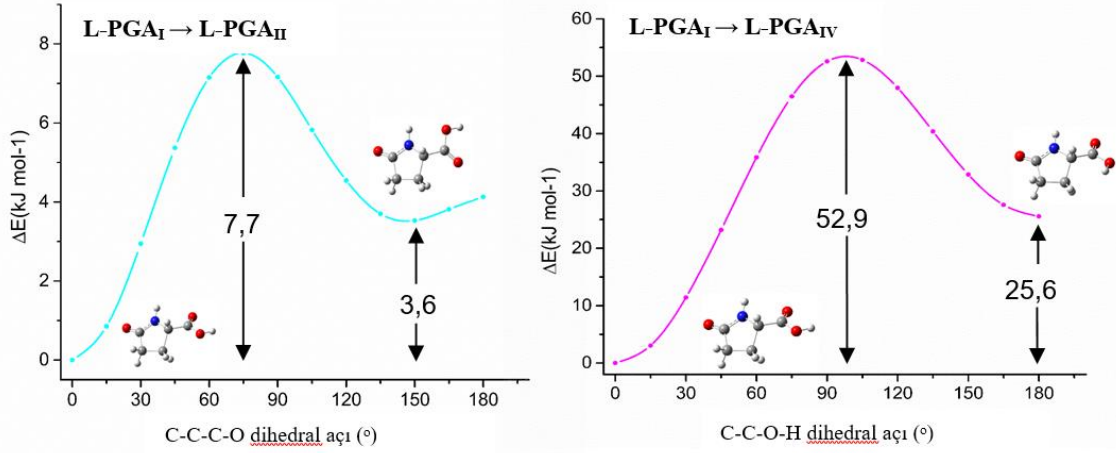 L-PGA_I → L-PGA_II
ΔE(kJ mol-1)
8
6
4
2
0
7,7
3,6
0 30 60 90 120 150 180
C-C-C-O dihedral açı (°)
L-PGA_I → L-PGA_IV
ΔE(kJ mol-1)
60
50
40
30
20
10
0
52,9
25,6
0 30 60 90 120 150 180
C-C-O-H dihedral açı (°)